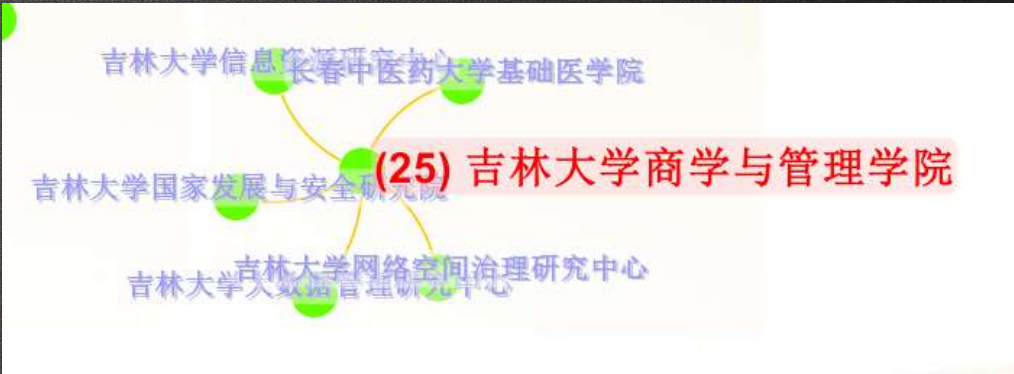 吉林大学信息资源研究中心
长春中医药大学基础医学院
(25) 吉林大学商学与管理学院
吉林大学国家发展与安全研究院
吉林大学网络空间治理研究中心
吉林大学大数据管理研究中心